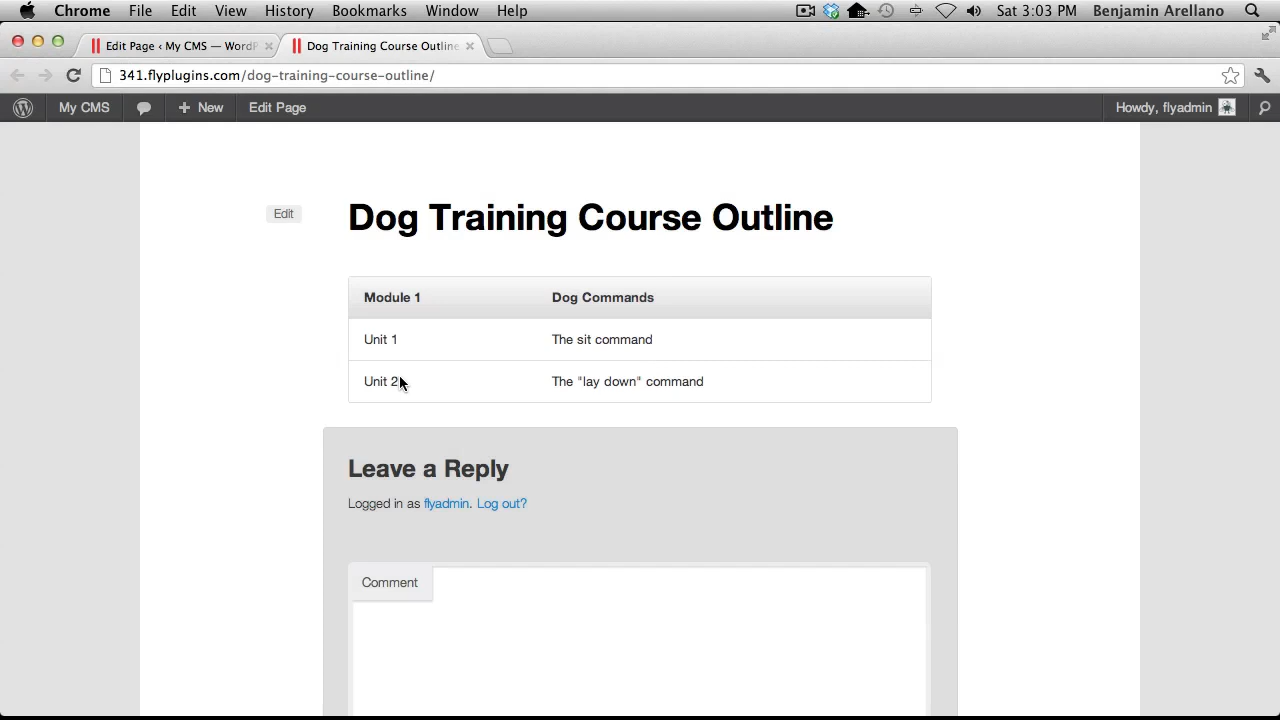 Chrome File Edit View History Bookmarks Window Help Sat 3:03 PM Benjamin Arellano
Edit Page ‹ My CMS — WordP Dog Training Course Outline
341.flyplugins.com/dog-training-course-outline/
My CMS + New Edit Page Howdy, flyadmin
Edit Dog Training Course Outline
Module 1 Dog Commands
Unit 1 The sit command
Unit 2 The "lay down" command
Leave a Reply
Logged in as flyadmin. Log out?
Comment